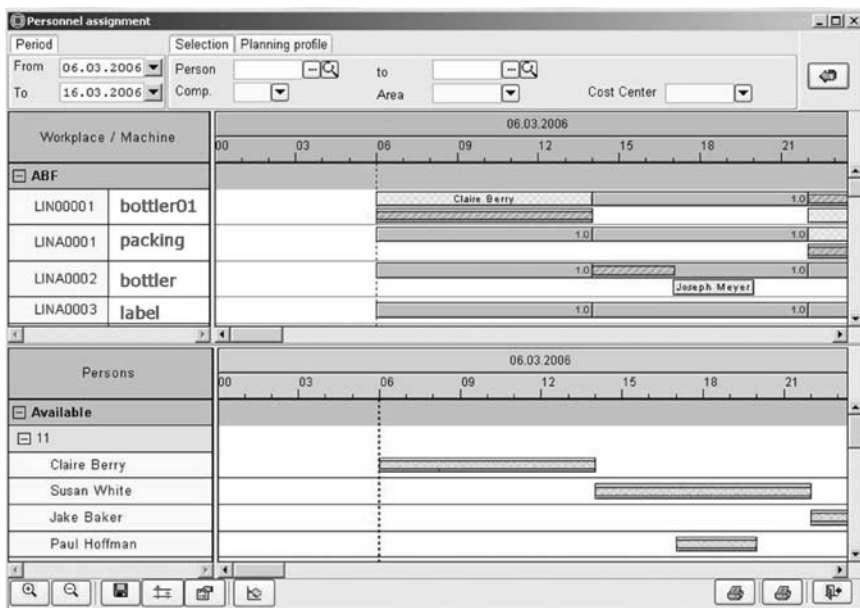 Personnel assignment
Period Selection Planning profile
From 06.03.2006 Person to
To 16.03.2006 Comp. Area Cost Center
Workplace / Machine 06.03.2006
00 03 06 09 12 15 18 21
ABF
LIN00001 bottler01 Claire Berry 1.0
LINA0001 packing 1.0 1.0
LINA0002 bottler 1.0 1.0
Joseph Meyer
LINA0003 label 1.0 1.0
Persons 06.03.2006
00 03 06 09 12 15 18 21
Available
11
Claire Berry
Susan White
Jake Baker
Paul Hoffman